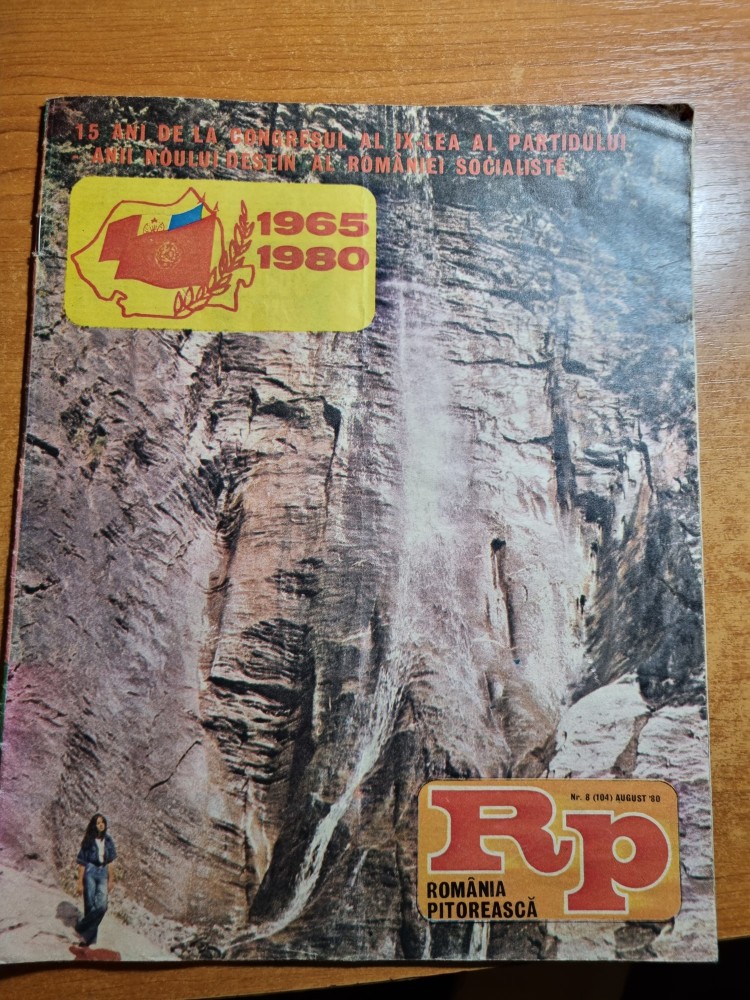 15 ANI DE LA CONGRESUL AL IX-LEA AL PARTIDULUI
- ANII NOULUI DESTIN AL ROMÂNIEI SOCIALISTE
1965
1980
Rp
Nr. 8 (104) AUGUST '80
ROMÂNIA
PITOREASCĂ